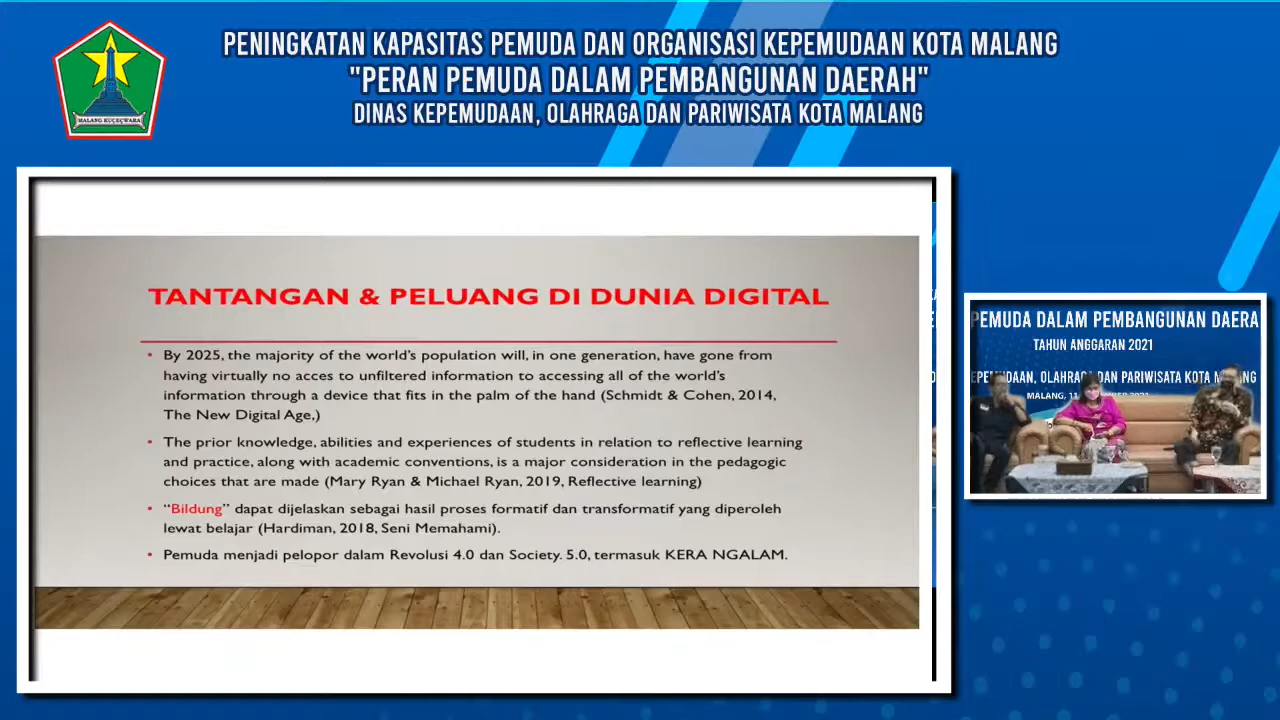 PENINGKATAN KAPASITAS PEMUDA DAN ORGANISASI KEPEMUDAAN KOTA MALANG
"PERAN PEMUDA DALAM PEMBANGUNAN DAERAH"
DINAS KEPEMUDAAN, OLAHRAGA DAN PARIWISATA KOTA MALANG
MALANG KUÇEÇWARA
TANTANGAN & PELUANG DI DUNIA DIGITAL
• By 2025, the majority of the world's population will, in one generation, have gone from
having virtually no acces to unfiltered information to accessing all of the world's
information through a device that fits in the palm of the hand (Schmidt & Cohen, 2014,
The New Digital Age,)
• The prior knowledge, abilities and experiences of students in relation to reflective learning
and practice, along with academic conventions, is a major consideration in the pedagogic
choices that are made (Mary Ryan & Michael Ryan, 2019, Reflective learning)
• "Bildung" dapat dijelaskan sebagai hasil proses formatif dan transformatif yang diperoleh
lewat belajar (Hardiman, 2018, Seni Memahami).
• Pemuda menjadi pelopor dalam Revolusi 4.0 dan Society. 5.0, termasuk KERA NGALAM.
PEMUDA DALAM PEMBANGUNAN DAERA
TAHUN ANGGARAN 2021
EPEMUDAAN, OLAHRAGA DAN PARIWISATA KOTA MALANG
MALANG, 11 2021